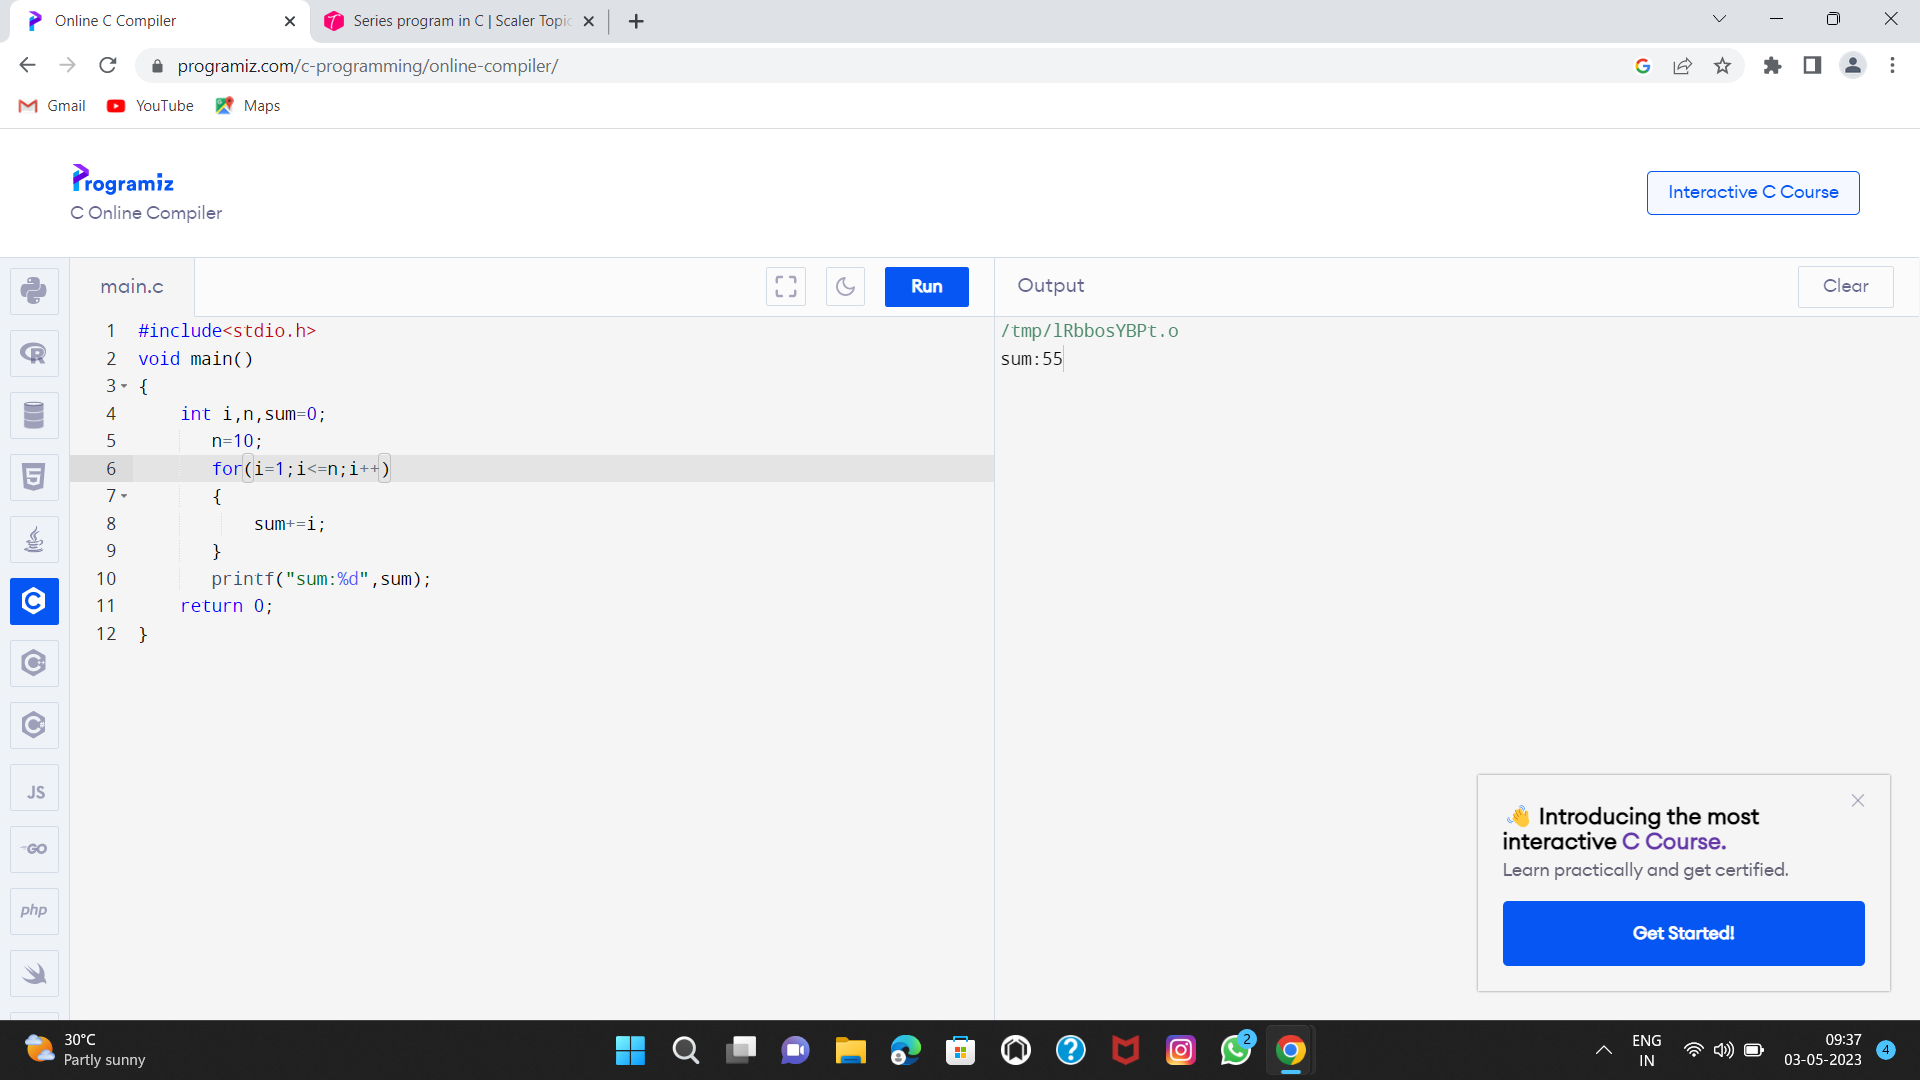 Online C Compiler
Series program in C | Scaler Topic
programiz.com/c-programming/online-compiler/
Gmail
YouTube
Maps
Programiz
C Online Compiler
Interactive C Course
main.c
Run
Output
Clear
1 #include<stdio.h>
2 void main()
3 {
4     int i,n,sum=0;
5        n=10;
6        for(i=1;i<=n;i++)
7        {
8            sum+=i;
9        }
10        printf("sum:%d",sum);
11     return 0;
12 }
/tmp/lRbbosYBPt.o
sum:55
JS
GO
php
👋 Introducing the most
interactive C Course.
Learn practically and get certified.
Get Started!
30°C
Partly sunny
2
ENG
IN
09:37
03-05-2023
4